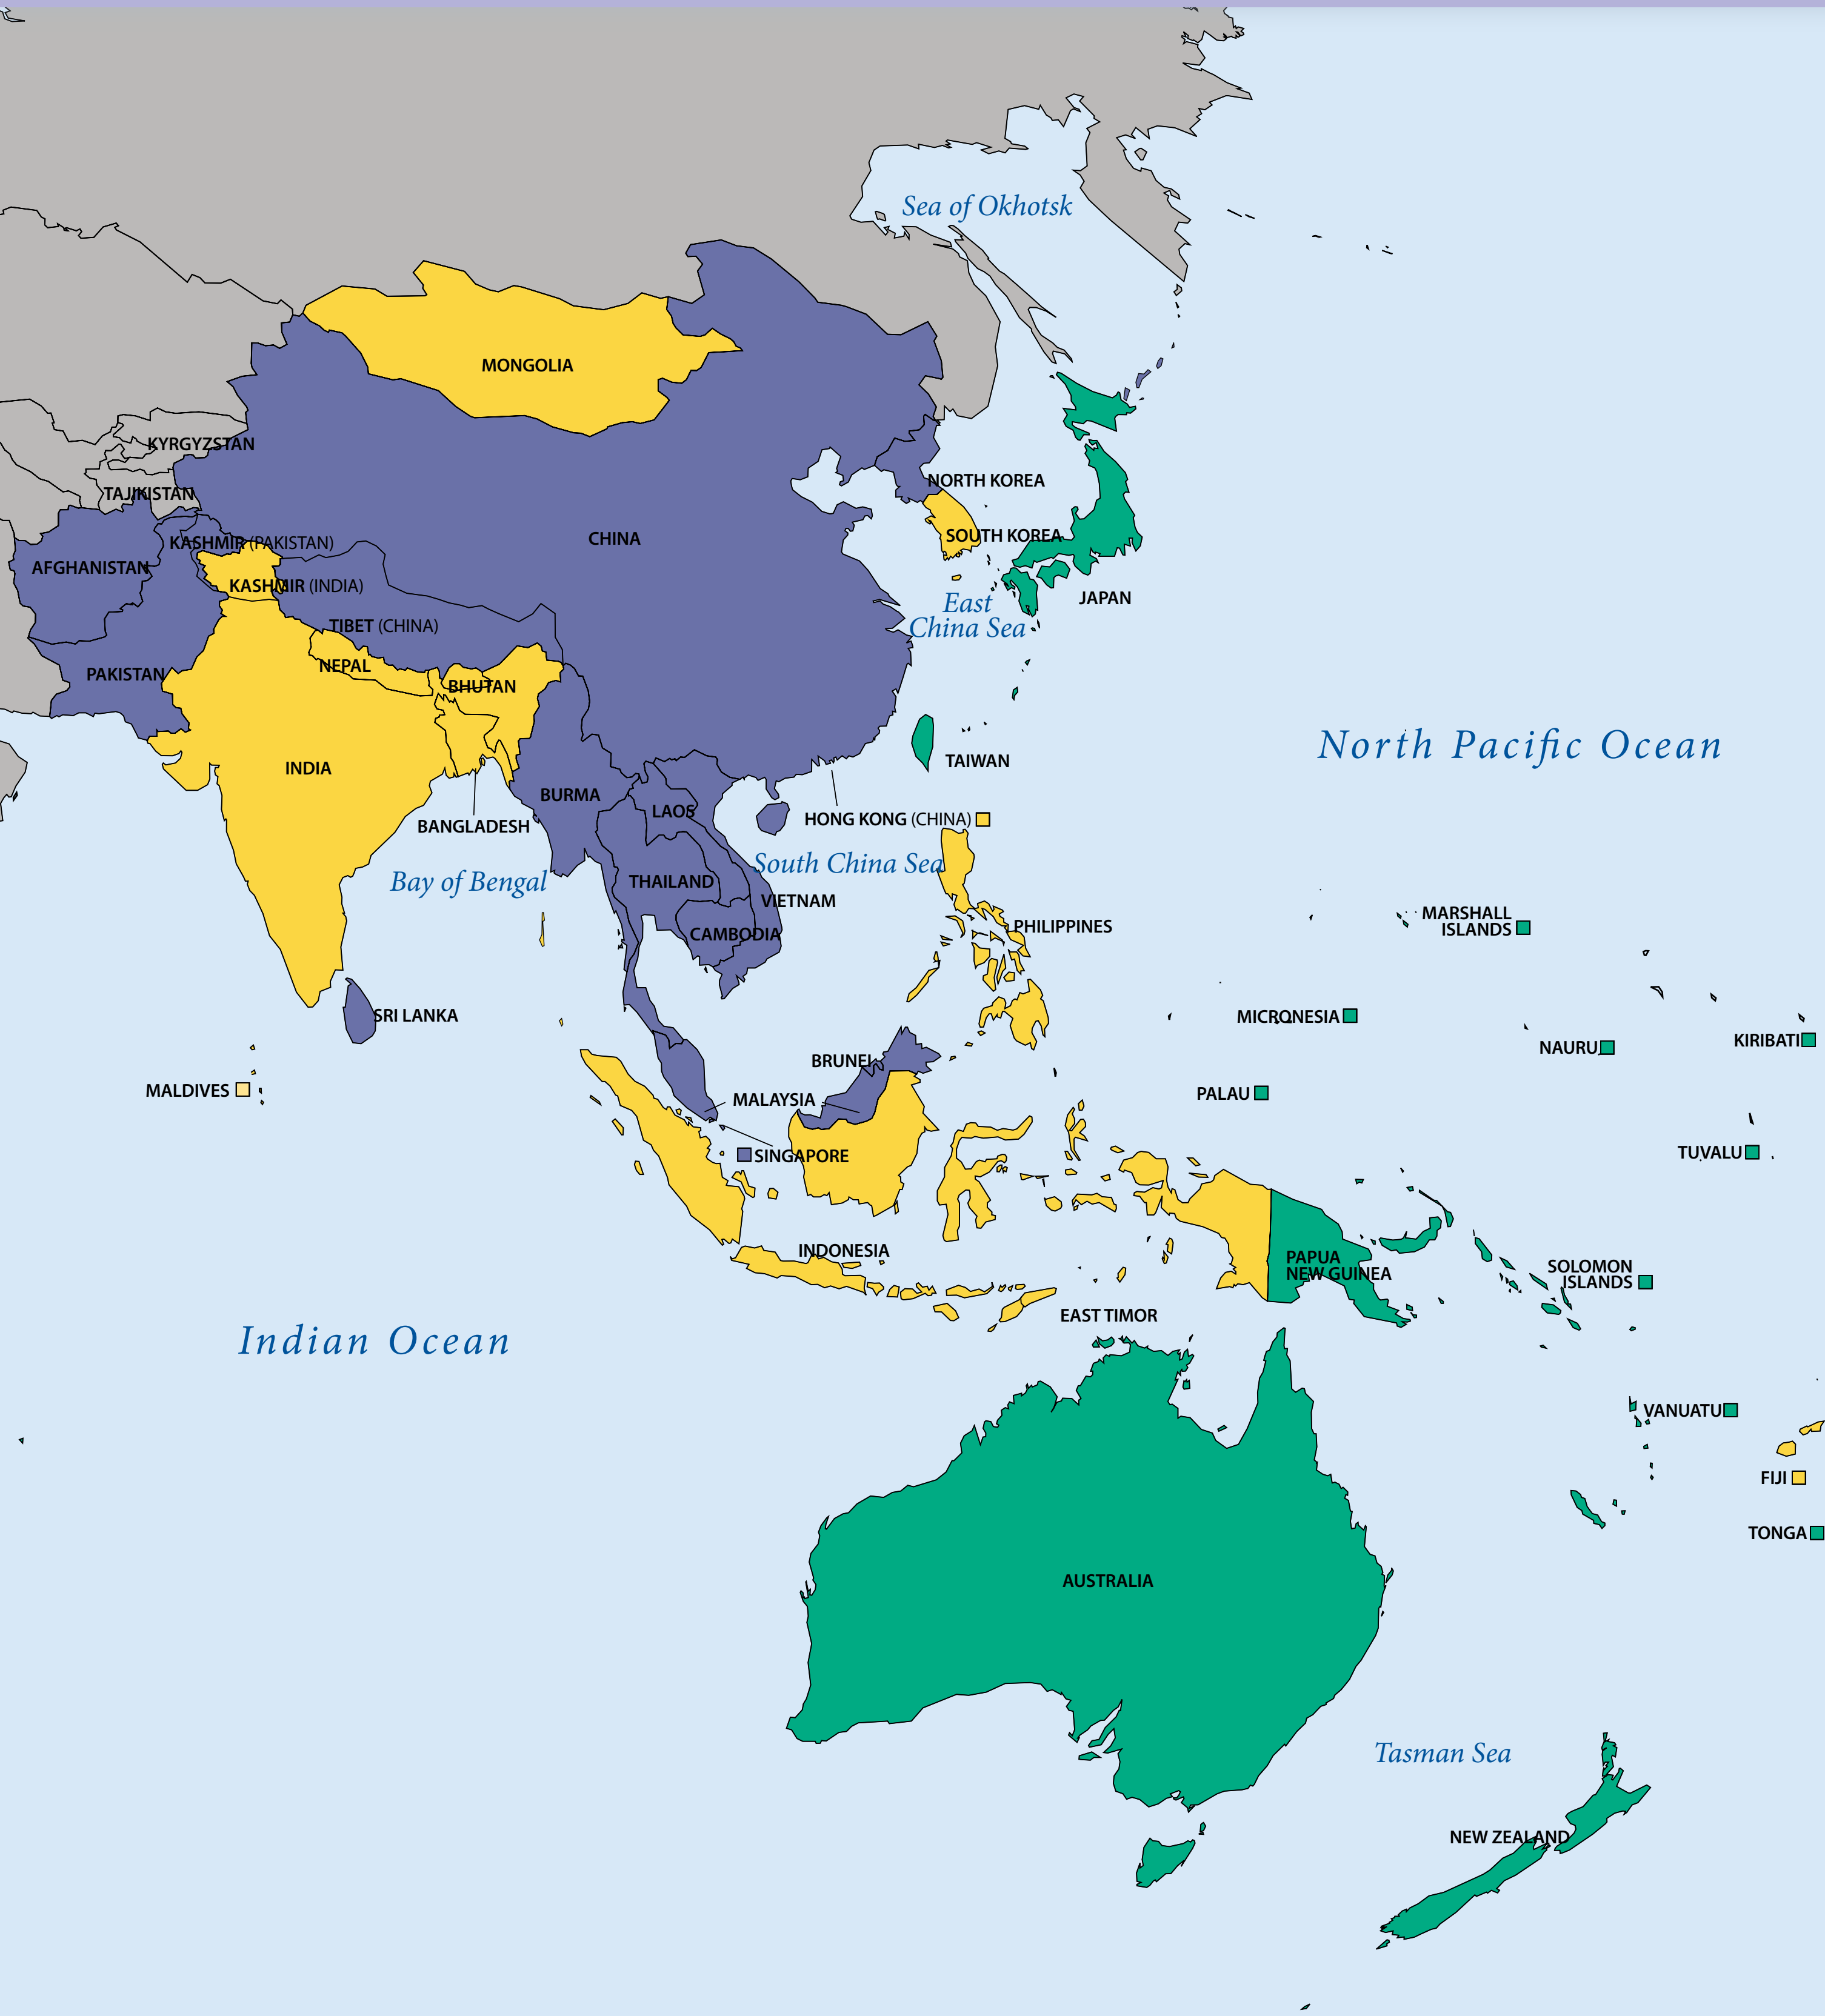 Sea of Okhotsk
MONGOLIA
KYRGYZSTAN
NORTH KOREA
TAJIKISTAN
SOUTH KOREA
CHINA
KASHMIR (PAKISTAN)
AFGHANISTAN
KASHMIR (INDIA)
JAPAN
East
China Sea
TIBET (CHINA)
NEPAL
PAKISTAN
BHUTAN
North Pacific Ocean
TAIWAN
INDIA
BURMA
LAOS
HONG KONG (CHINA)
BANGLADESH
South China Sea
Bay of Bengal
THAILAND
VIETNAM
MARSHALL
ISLANDS
PHILIPPINES
CAMBODIA
SRI LANKA
MICRONESIA
KIRIBATI
NAURU
BRUNEI
MALDIVES
PALAU
MALAYSIA
TUVALU
SINGAPORE
INDONESIA
PAPUA
NEW GUINEA
SOLOMON
ISLANDS
EAST TIMOR
Indian Ocean
VANUATU
FIJI
TONGA
AUSTRALIA
Tasman Sea
NEW ZEALAND